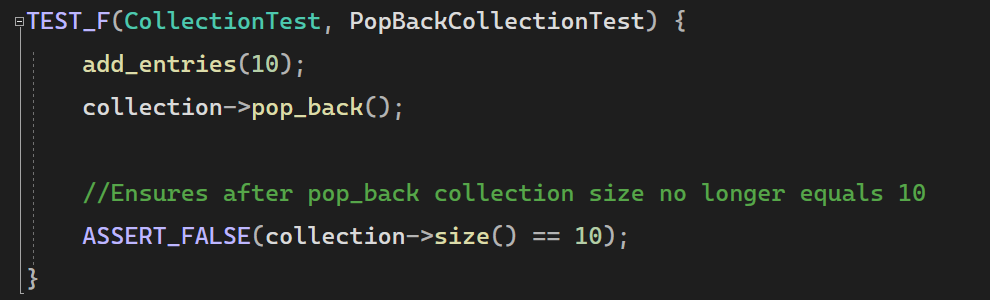 TEST_F(CollectionTest, PopBackCollectionTest) {
    add_entries(10);
    collection->pop_back();

    //Ensures after pop_back collection size no longer equals 10
    ASSERT_FALSE(collection->size() == 10);
}